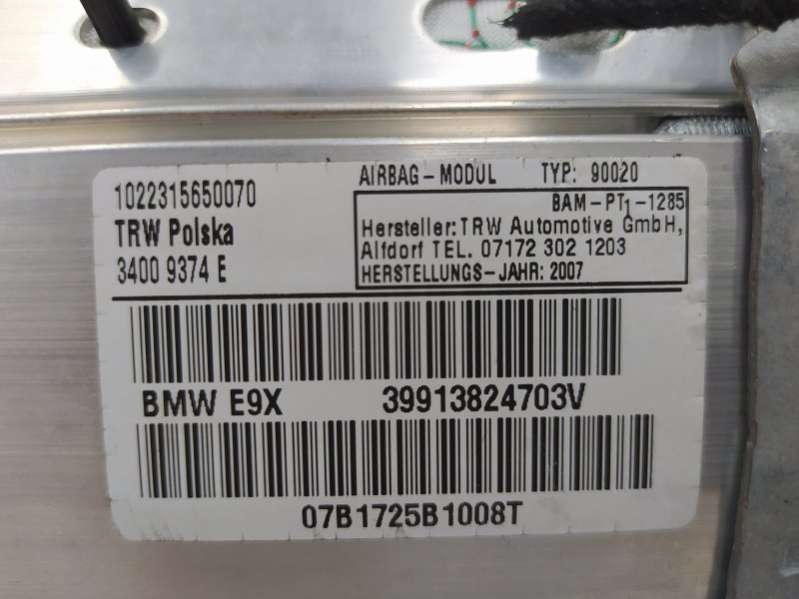 1022315650070
TRW Polska
3400 9374 E
AIRBAG-MODUL TYP: 90020
BAM-PT1-1285
Hersteller:TRW Automotive GmbH,
Alfdorf TEL. 07172 302 1203
HERSTELLUNGS-JAHR: 2007
BMW E9X 39913824703V
07B1725B1008T